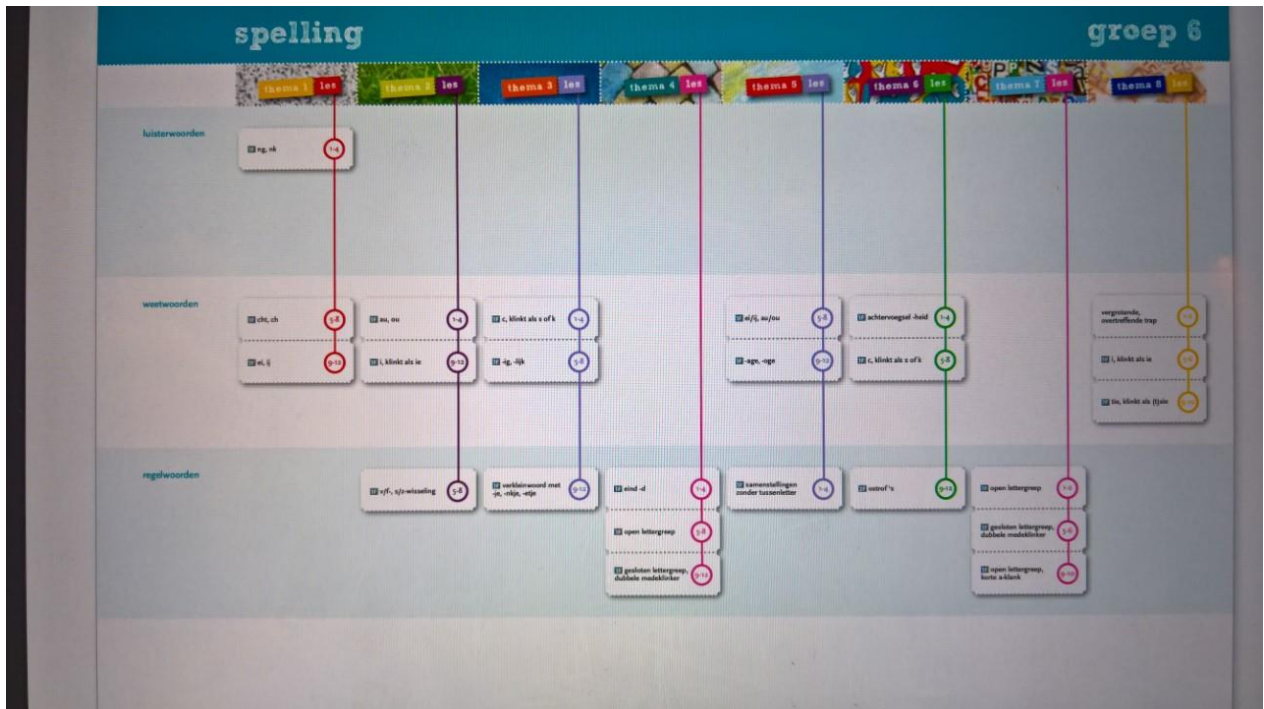 spelling
groep 6
thema 1 les
thema 2 les
thema 3 les
thema 4 les
thema 5 les
thema 6 les
thema 7 les
thema 8 les
luisterwoorden
ng, nk
1-4
weetwoorden
cht, ch
5-8
ei, ij
9-12
au, ou
1-4
i, klinkt als ie
9-12
c, klinkt als s of k
1-4
-ig, -lijk
5-8
ei/ij, au/ou
5-8
-age, -oge
9-12
achtervoegsel -heid
1-4
c, klinkt als s of k
5-8
vergrotende,
overtreffende trap
i, klinkt als ie
tie, klinkt als (t)sie
regelwoorden
v/f-, s/z-wisseling
5-8
verkleinwoord met
-je, -nkje, -etje
9-12
eind -d
1-4
open lettergreep
5-8
gesloten lettergreep,
dubbele medeklinker
9-12
samenstellingen
zonder tussenletter
1-4
ostrof 's
9-12
open lettergreep
gesloten lettergreep,
dubbele medeklinker
5-6
open lettergreep,
korte a-klank
9-10